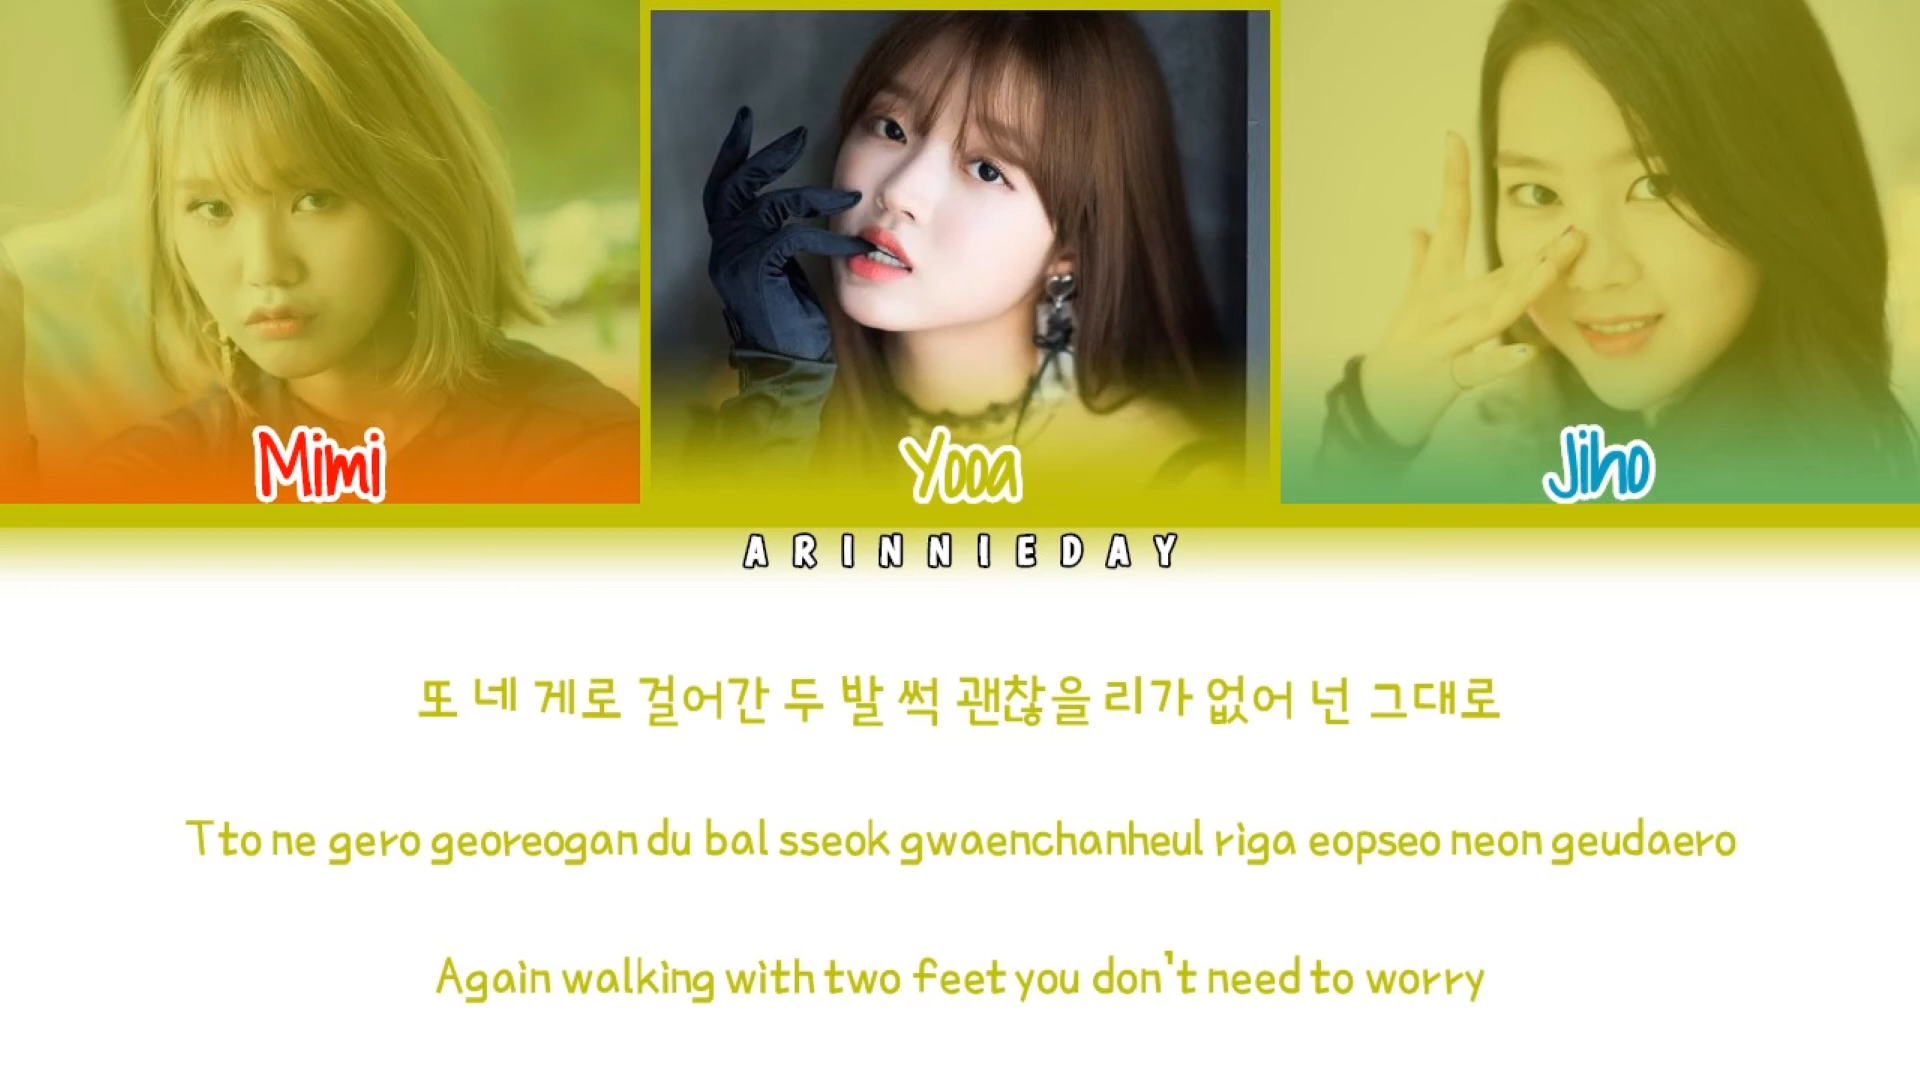 Mimi
Yooa
Jiho
ARINNIEDAY
또 네 게로 걸어간 두 발 썩 괜찮을 리가 없어 넌 그대로
Tto ne gero georeogan du bal sseok gwaenchanheul riga eopseo neon geudaero
Again walking with two feet you don't need to worry